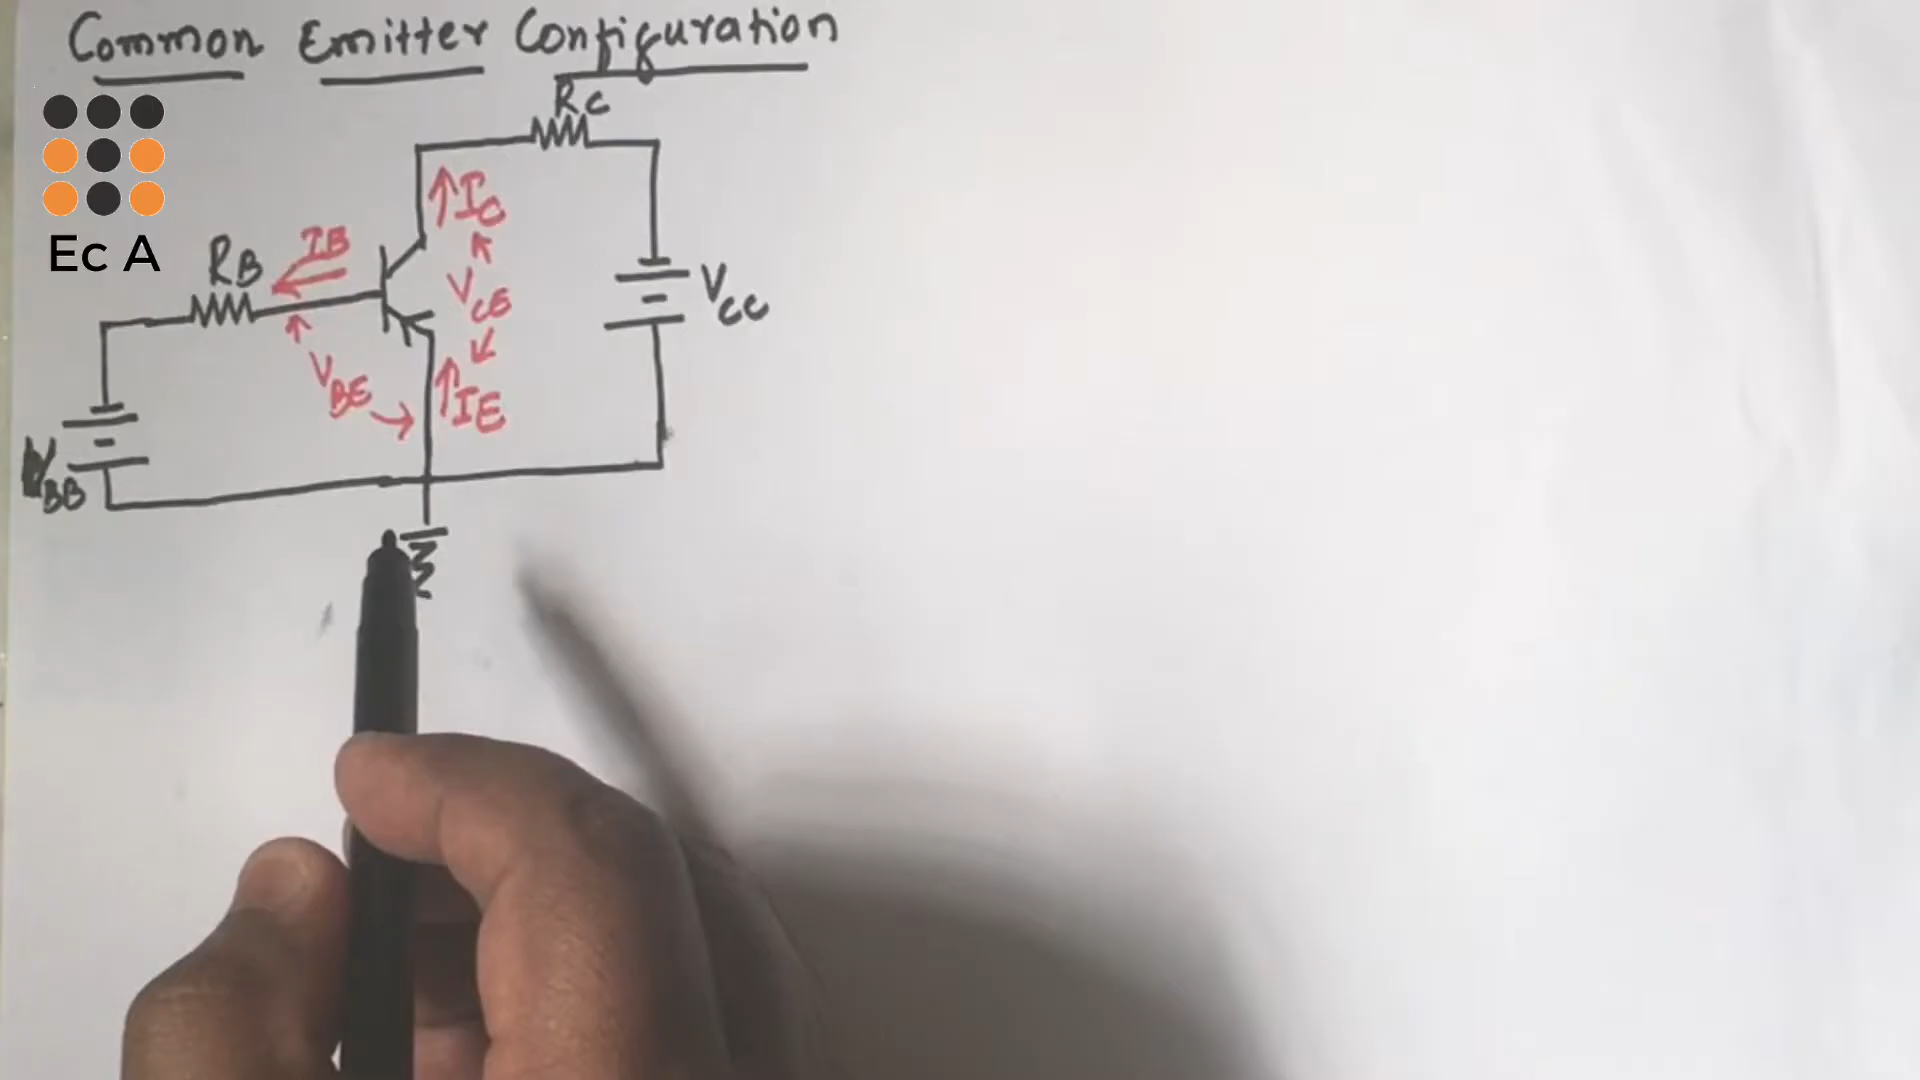 Common Emitter Configuration
RC
IC
Ec A
RB
IB
VCE
VCC
VBE
IE
VBB